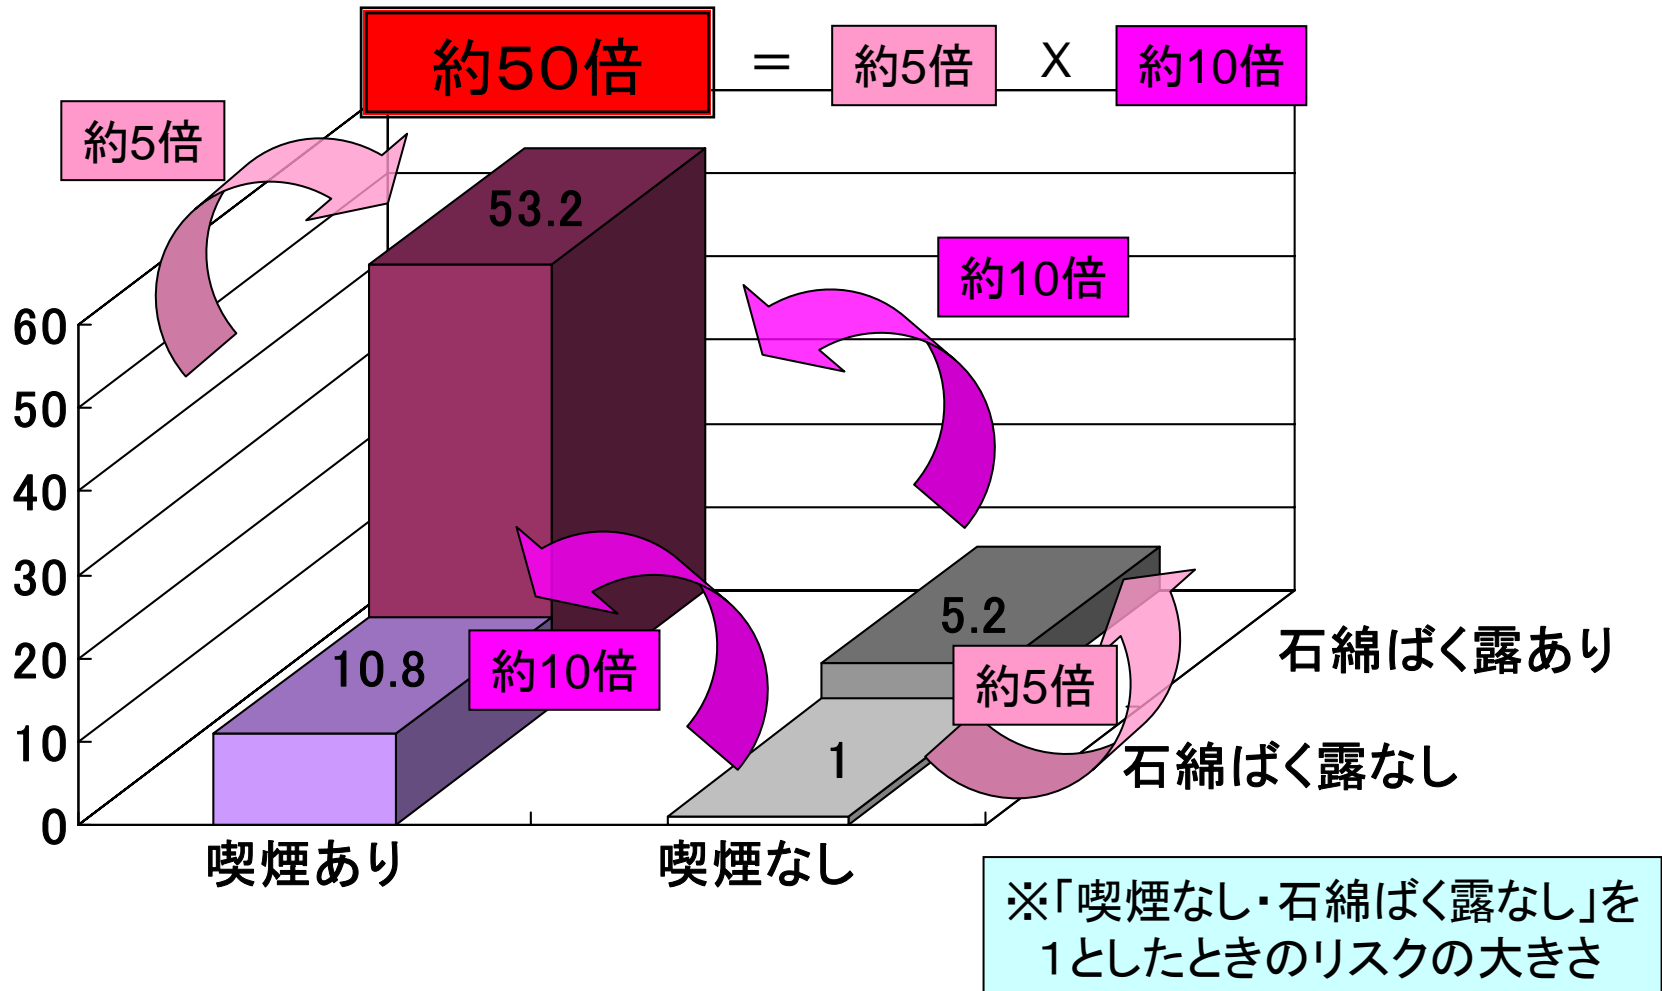 約50倍 = 約5倍 X 約10倍
約5倍
53.2
約10倍
60
50
40
30
20
10
0
10.8
約10倍
5.2
約5倍
1
石綿ばく露あり
石綿ばく露なし
喫煙あり
喫煙なし
※「喫煙なし・石綿ばく露なし」を
1としたときのリスクの大きさ